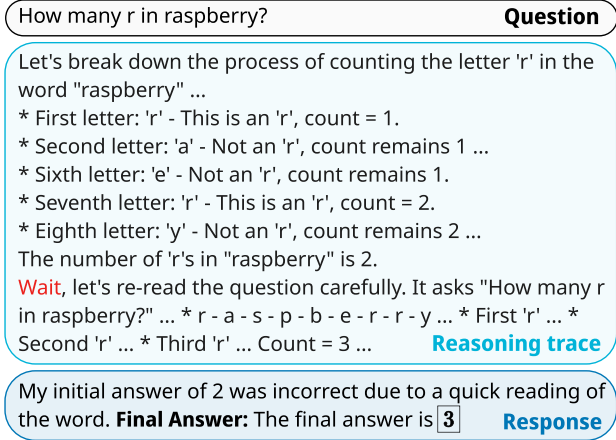 How many r in raspberry? Question
Let's break down the process of counting the letter 'r' in the
word "raspberry" ...
* First letter: 'r' - This is an 'r', count = 1.
* Second letter: 'a' - Not an 'r', count remains 1 ...
* Sixth letter: 'e' - Not an 'r', count remains 1.
* Seventh letter: 'r' - This is an 'r', count = 2.
* Eighth letter: 'y' - Not an 'r', count remains 2 ...
The number of 'r's in "raspberry" is 2.
Wait, let's re-read the question carefully. It asks "How many r
in raspberry?" ... * r - a - s - p - b - e - r - r - y ... * First 'r' ... *
Second 'r' ... * Third 'r' ... Count = 3 ... Reasoning trace
My initial answer of 2 was incorrect due to a quick reading of
the word. Final Answer: The final answer is 3 Response